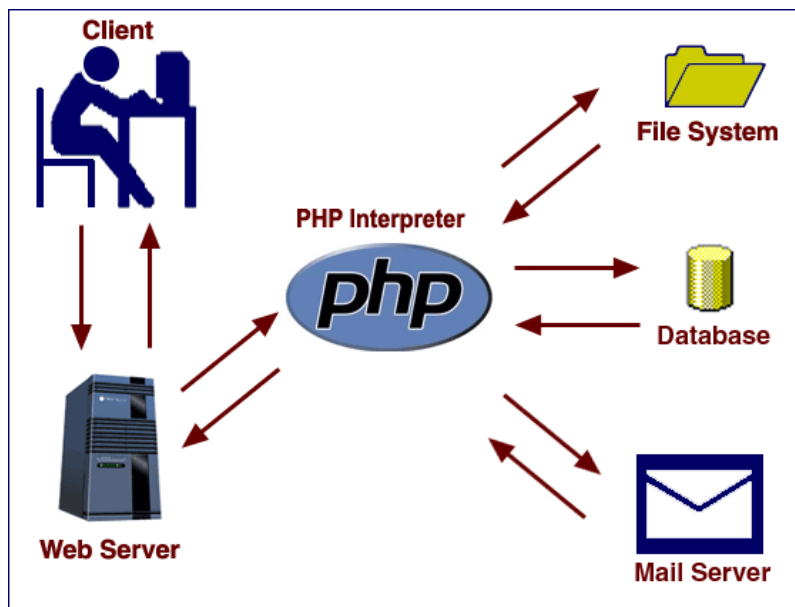 Client
File System
PHP Interpreter
php
Database
Web Server
Mail Server